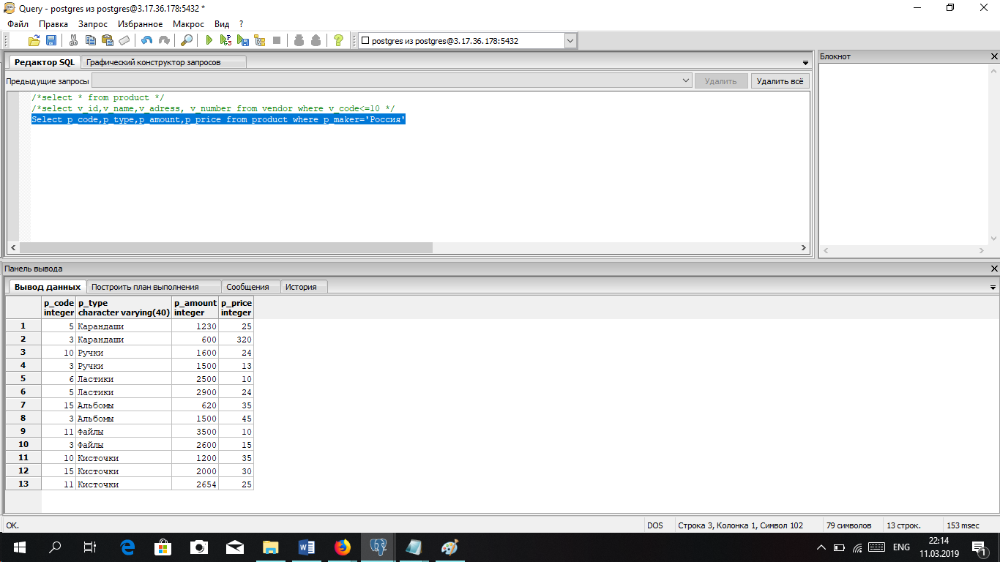 Query - postgres из postgres@3.17.36.178:5432 *
Файл Правка Запрос Избранное Макрос Вид ?
postgres из postgres@3.17.36.178:5432
Редактор SQL Графический конструктор запросов
Блокнот
Предыдущие запросы Удалить Удалить всё
/*select * from product */
/*select v_id,v_name,v_adress, v_number from vendor where v_code<=10 */
Select p_code,p_type,p_amount,p_price from product where p_maker='Россия'
Панель вывода
Вывод данных Построить план выполнения Сообщения История
p_code p_type p_amount p_price
integer character varying(40) integer integer
1 5 Карандаши 1230 25
2 3 Карандаши 600 320
3 10 Ручки 1600 24
4 3 Ручки 1500 13
5 6 Ластики 2500 10
6 5 Ластики 2900 24
7 15 Альбомы 620 35
8 3 Альбомы 1500 45
9 11 Файлы 3500 10
10 3 Файлы 2600 15
11 10 Кисточки 1200 35
12 15 Кисточки 2000 30
13 11 Кисточки 2654 25
OK. DOS Строка 3, Колонка 1, Символ 102 79 символов 13 строк. 153 msec
ENG 22:14
11.03.2019 1